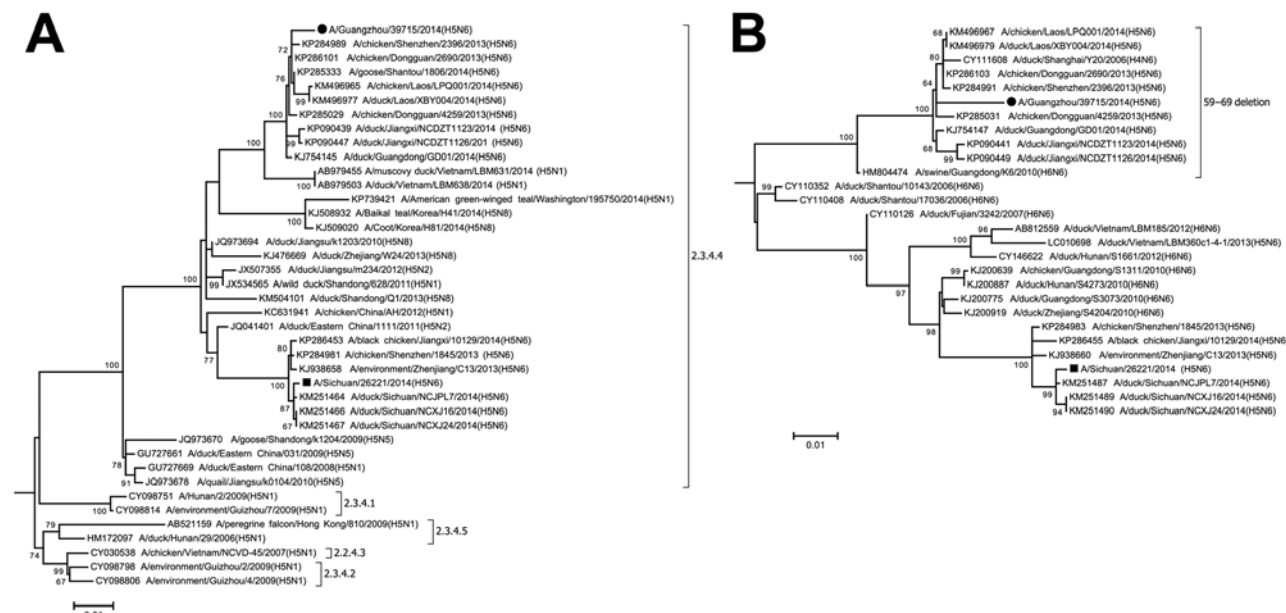 A
A/Guangzhou/39715/2014(H5N6)
KP284989 A/chicken/Shenzhen/2396/2013(H5N6)
72
KP286101 A/chicken/Dongguan/2690/2013(H5N6)
KP285333 A/goose/Shantou/1806/2014(H5N6)
76
KM496965 A/chicken/Laos/LPQ001/2014(H5N6)
99
KM496977 A/duck/Laos/XBY004/2014(H5N6)
KP285029 A/chicken/Dongguan/4259/2013(H5N6)
100
KP090439 A/duck/Jiangxi/NCDZT1123/2014 (H5N6)
99
KP090447 A/duck/Jiangxi/NCDZT1126/201 (H5N6)
KJ754145 A/duck/Guangdong/GD01/2014(H5N6)
100
AB979455 A/muscovy duck/Vietnam/LBM631/2014 (H5N1)
100
AB979503 A/duck/Vietnam/LBM638/2014 (H5N1)
KP739421 A/American green-winged teal/Washington/195750/2014(H5N1)
KJ508932 A/Baikal teal/Korea/H41/2014(H5N8)
100
KJ509020 A/Coot/Korea/H81/2014(H5N8)
JQ973694 A/duck/Jiangsu/k1203/2010(H5N8)
100
KJ476669 A/duck/Zhejiang/W24/2013(H5N8)
2.3.4.4
JX507355 A/duck/Jiangsu/m234/2012(H5N2)
99
JX534565 A/wild duck/Shandong/628/2011(H5N1)
100
KM504101 A/duck/Shandong/Q1/2013(H5N8)
KC631941 A/chicken/China/AH/2012(H5N1)
JQ041401 A/duck/Eastern China/1111/2011(H5N2)
KP286453 A/black chicken/Jiangxi/10129/2014(H5N6)
80
KP284981 A/chicken/Shenzhen/1845/2013 (H5N6)
77
KJ938658 A/environment/Zhenjiang/C13/2013(H5N6)
100
A/Sichuan/26221/2014(H5N6)
100
KM251464 A/duck/Sichuan/NCJPL7/2014(H5N6)
87
KM251466 A/duck/Sichuan/NCXJ16/2014(H5N6)
67
KM251467 A/duck/Sichuan/NCXJ24/2014(H5N6)
JQ973670 A/goose/Shandong/k1204/2009(H5N5)
GU727661 A/duck/Eastern China/031/2009(H5N5)
78
GU727669 A/duck/Eastern China/108/2008(H5N1)
91
JQ973678 A/quail/Jiangsu/k0104/2010(H5N5)
CY098751 A/Hunan/2/2009(H5N1)
2.3.4.1
100
CY098814 A/environment/Guizhou/7/2009(H5N1)
AB521159 A/peregrine falcon/Hong Kong/810/2009(H5N1)
79
2.3.4.5
HM172097 A/duck/Hunan/29/2006(H5N1)
74
CY030538 A/chicken/Vietnam/NCVD-45/2007(H5N1)
2.2.4.3
99
CY098798 A/environment/Guizhou/2/2009(H5N1)
2.3.4.2
67
CY098806 A/environment/Guizhou/4/2009(H5N1)
0.01
B
68
KM496967 A/chicken/Laos/LPQ001/2014(H5N6)
KM496979 A/duck/Laos/XBY004/2014(H5N6)
80
CY111608 A/duck/Shanghai/Y20/2006(H4N6)
KP286103 A/chicken/Dongguan/2690/2013(H5N6)
64
KP284991 A/chicken/Shenzhen/2396/2013(H5N6)
A/Guangzhou/39715/2014(H5N6)
59–69 deletion
100
KP285031 A/chicken/Dongguan/4259/2013(H5N6)
KJ754147 A/duck/Guangdong/GD01/2014(H5N6)
68
KP090441 A/duck/Jiangxi/NCDZT1123/2014(H5N6)
99
KP090449 A/duck/Jiangxi/NCDZT1126/2014(H5N6)
100
HM804474 A/swine/Guangdong/K6/2010(H6N6)
99
CY110352 A/duck/Shantou/10143/2006(H6N6)
CY110408 A/duck/Shantou/17036/2006(H6N6)
CY110126 A/duck/Fujian/3242/2007(H6N6)
96
AB812559 A/duck/Vietnam/LBM185/2012(H6N6)
LC010698 A/duck/Vietnam/LBM360c1-4-1/2013(H5N6)
100
100
CY146622 A/duck/Hunan/S1661/2012(H6N6)
99
KJ200639 A/chicken/Guangdong/S1311/2010(H6N6)
KJ200887 A/duck/Hunan/S4273/2010(H6N6)
97
KJ200775 A/duck/Guangdong/S3073/2010(H6N6)
KJ200919 A/duck/Zhejiang/S4204/2010(H6N6)
98
KP284983 A/chicken/Shenzhen/1845/2013(H5N6)
KP286455 A/black chicken/Jiangxi/10129/2014(H5N6)
KJ938660 A/environment/Zhenjiang/C13/2013(H5N6)
100
A/Sichuan/26221/2014 (H5N6)
KM251487 A/duck/Sichuan/NCJPL7/2014(H5N6)
99
KM251489 A/duck/Sichuan/NCXJ16/2014(H5N6)
94
KM251490 A/duck/Sichuan/NCXJ24/2014(H5N6)
0.01